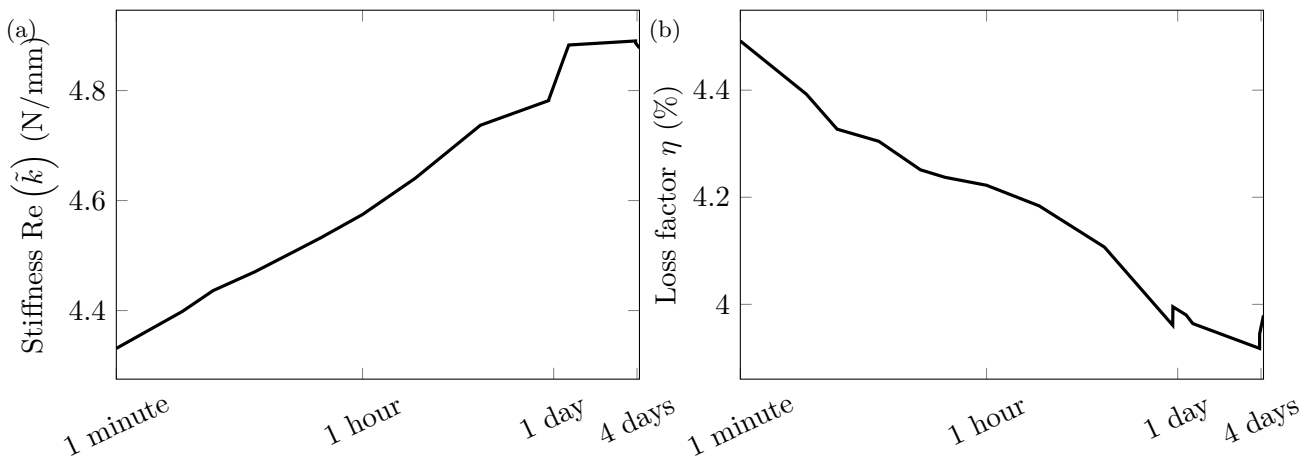 (a)
Stiffness Re (k̃) (N/mm)
4.8
4.6
4.4
1 minute
1 hour
1 day
4 days
(b)
Loss factor η (%)
4.4
4.2
4
1 minute
1 hour
1 day
4 days